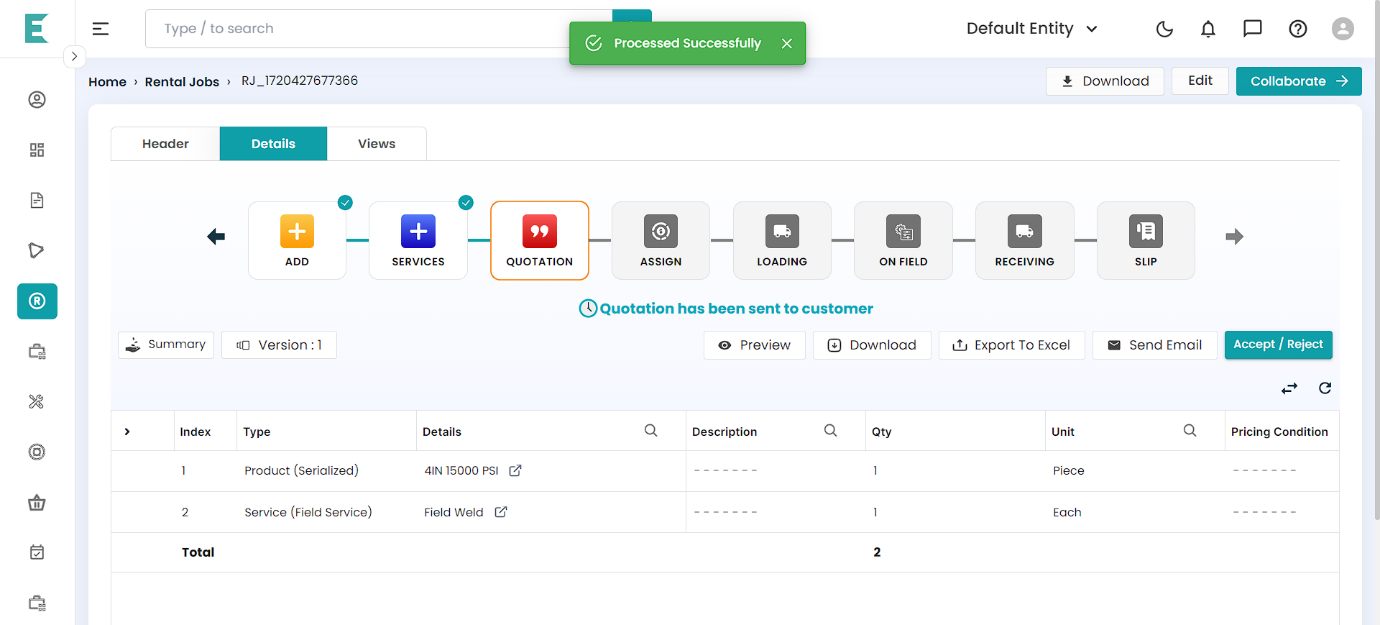 Type / to search
Processed Successfully
Default Entity
Home › Rental Jobs › RJ_1720427677366
Download
Edit
Collaborate
Header
Details
Views
ADD
SERVICES
QUOTATION
ASSIGN
LOADING
ON FIELD
RECEIVING
SLIP
Quotation has been sent to customer
Summary
Version : 1
Preview
Download
Export To Excel
Send Email
Accept / Reject
Index Type Details Description Qty Unit Pricing Condition
1 Product (Serialized) 4IN 15000 PSI ------- 1 Piece -------
2 Service (Field Service) Field Weld ------- 1 Each -------
Total 2